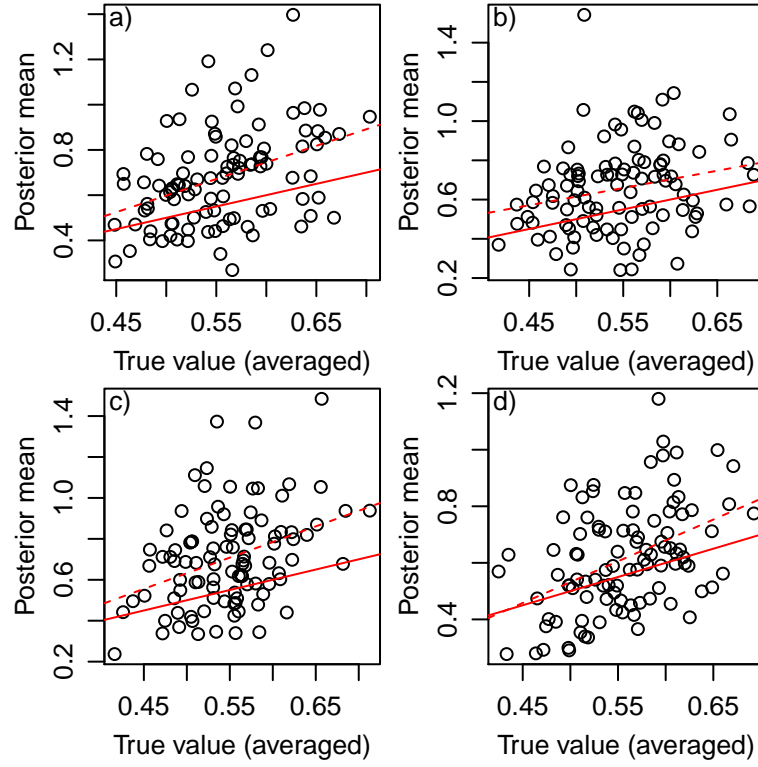 a)
Posterior mean
0.4 0.8 1.2
0.45 0.55 0.65
True value (averaged)
b)
Posterior mean
0.2 0.6 1.0 1.4
0.45 0.55 0.65
True value (averaged)
c)
Posterior mean
0.2 0.6 1.0 1.4
0.45 0.55 0.65
True value (averaged)
d)
Posterior mean
0.4 0.8 1.2
0.45 0.55 0.65
True value (averaged)